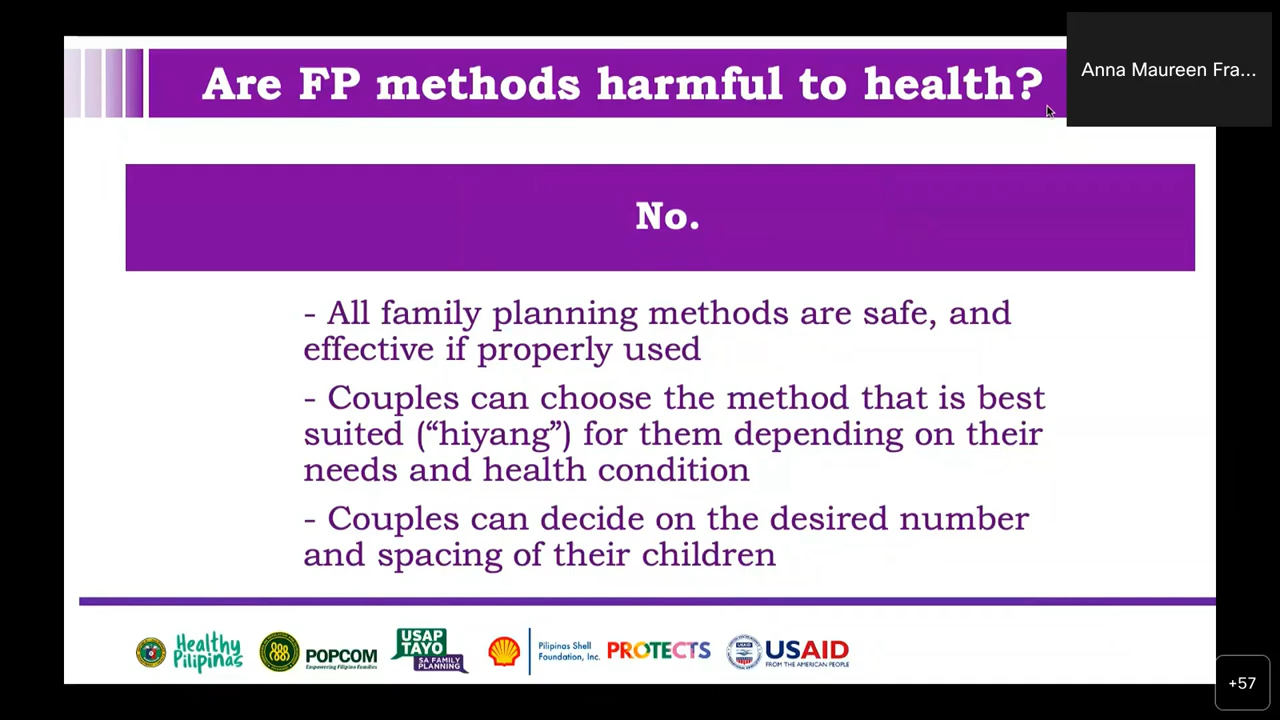 Are FP methods harmful to health?
Anna Maureen Fra...
No.
- All family planning methods are safe, and
effective if properly used
- Couples can choose the method that is best
suited (“hiyang”) for them depending on their
needs and health condition
- Couples can decide on the desired number
and spacing of their children
Healthy
Pilipinas
POPCOM
Empowering Filipino Families
USAP
TAYO
SA FAMILY
PLANNING
Pilipinas Shell
Foundation, Inc.
PROTECTS
USAID
FROM THE AMERICAN PEOPLE
+57